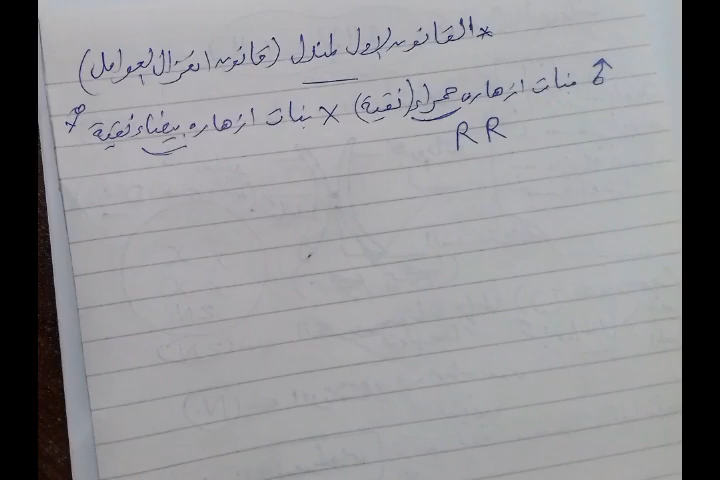 * القانون الاول لمندل (قانون انعزال العوامل)
♂ نبات ازهاره حمراء (نقية) × نبات ازهاره بيضاء نقية ♀
RR